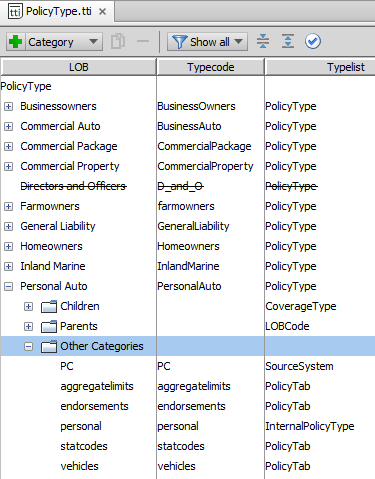 PolicyType.tti ×
Category Show all
LOB Typecode Typelist
PolicyType
Businessowners BusinessOwners PolicyType
Commercial Auto BusinessAuto PolicyType
Commercial Package CommercialPackage PolicyType
Commercial Property CommercialProperty PolicyType
Directors and Officers D_and_O PolicyType
Farmowners farmowners PolicyType
General Liability GeneralLiability PolicyType
Homeowners Homeowners PolicyType
Inland Marine InlandMarine PolicyType
Personal Auto PersonalAuto PolicyType
Children CoverageType
Parents LOBCode
Other Categories
PC PC SourceSystem
aggregatelimits aggregatelimits PolicyTab
endorsements endorsements PolicyTab
personal personal InternalPolicyType
statcodes statcodes PolicyTab
vehicles vehicles PolicyTab